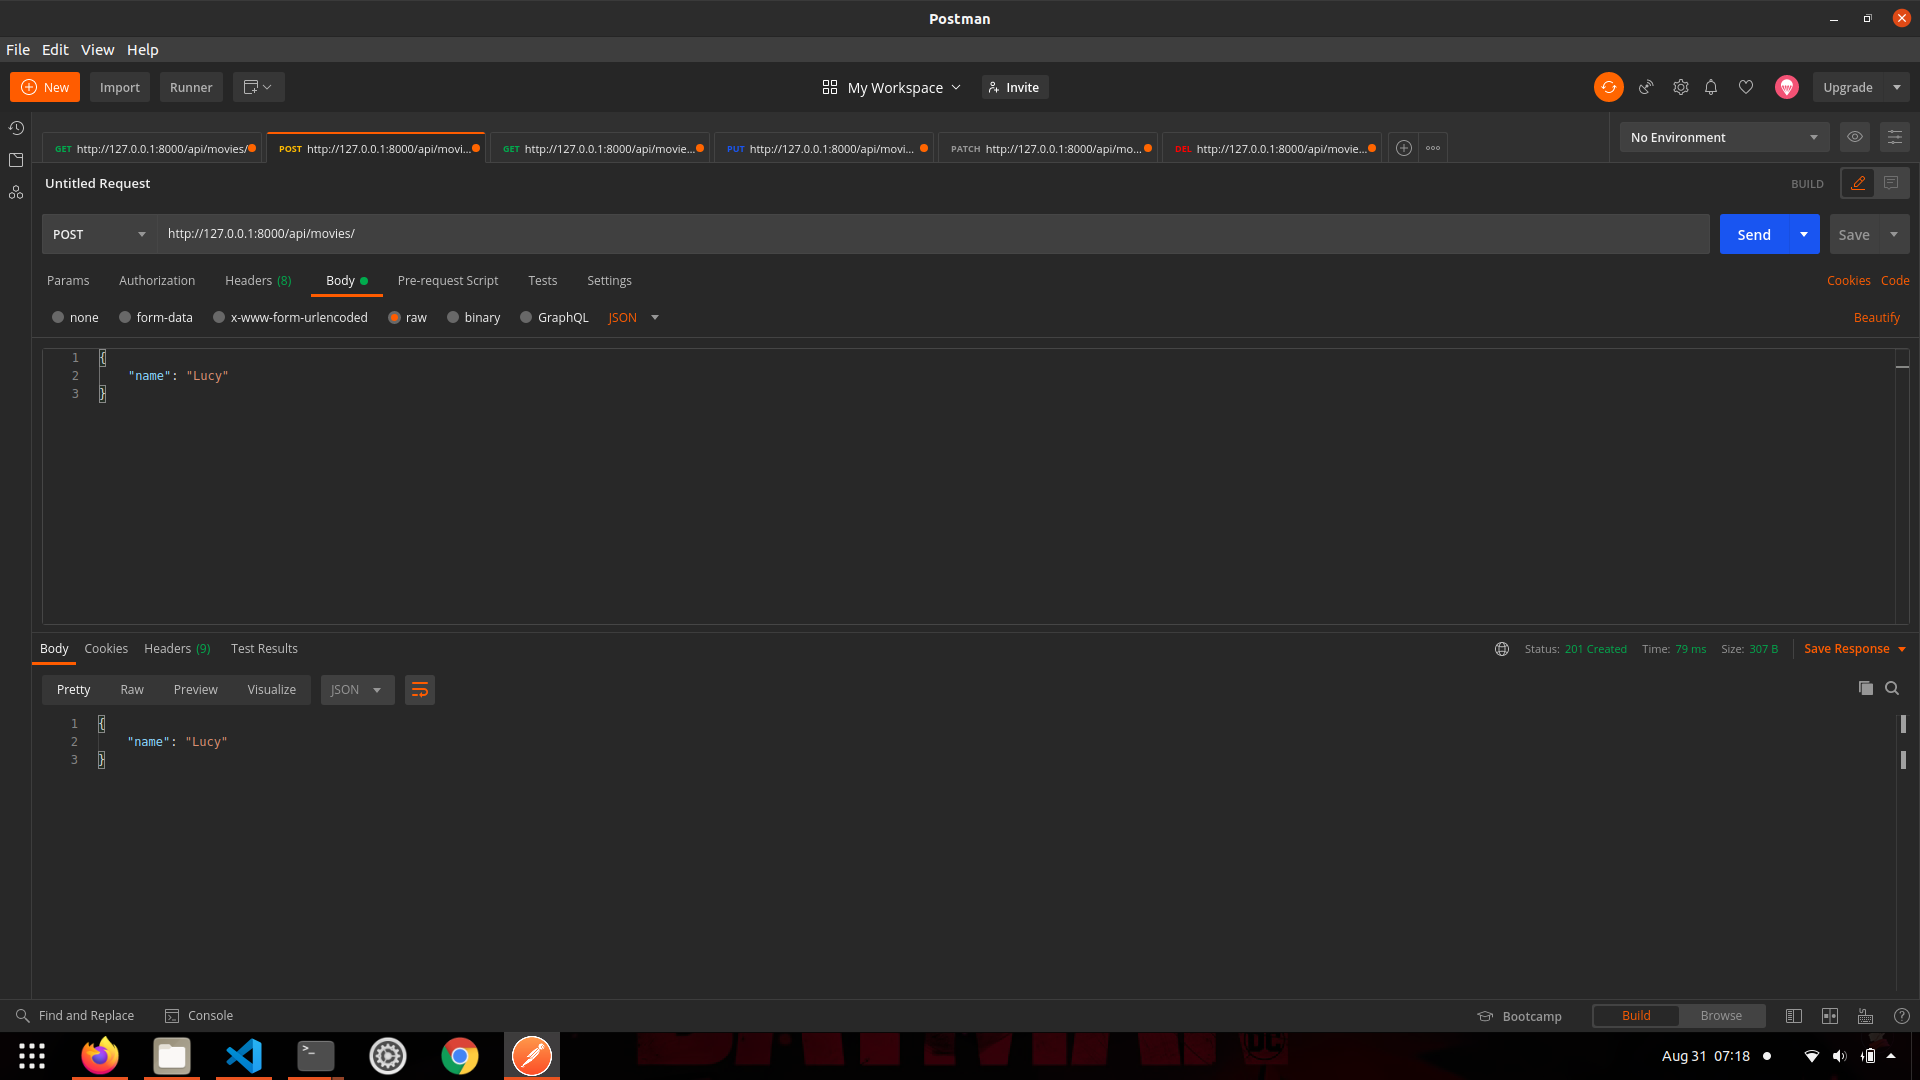 Postman
File Edit View Help
New Import Runner My Workspace Invite Upgrade
GET http://127.0.0.1:8000/api/movies/ POST http://127.0.0.1:8000/api/movi... GET http://127.0.0.1:8000/api/movie... PUT http://127.0.0.1:8000/api/movi... PATCH http://127.0.0.1:8000/api/mo... DEL http://127.0.0.1:8000/api/movie... No Environment
Untitled Request BUILD
POST http://127.0.0.1:8000/api/movies/ Send Save
Params Authorization Headers (8) Body Pre-request Script Tests Settings Cookies Code
none form-data x-www-form-urlencoded raw binary GraphQL JSON Beautify
1 {
2 "name": "Lucy"
3 }
Body Cookies Headers (9) Test Results Status: 201 Created Time: 79 ms Size: 307 B Save Response
Pretty Raw Preview Visualize JSON
1 {
2 "name": "Lucy"
3 }
Find and Replace Console Bootcamp Build Browse
Aug 31 07:18